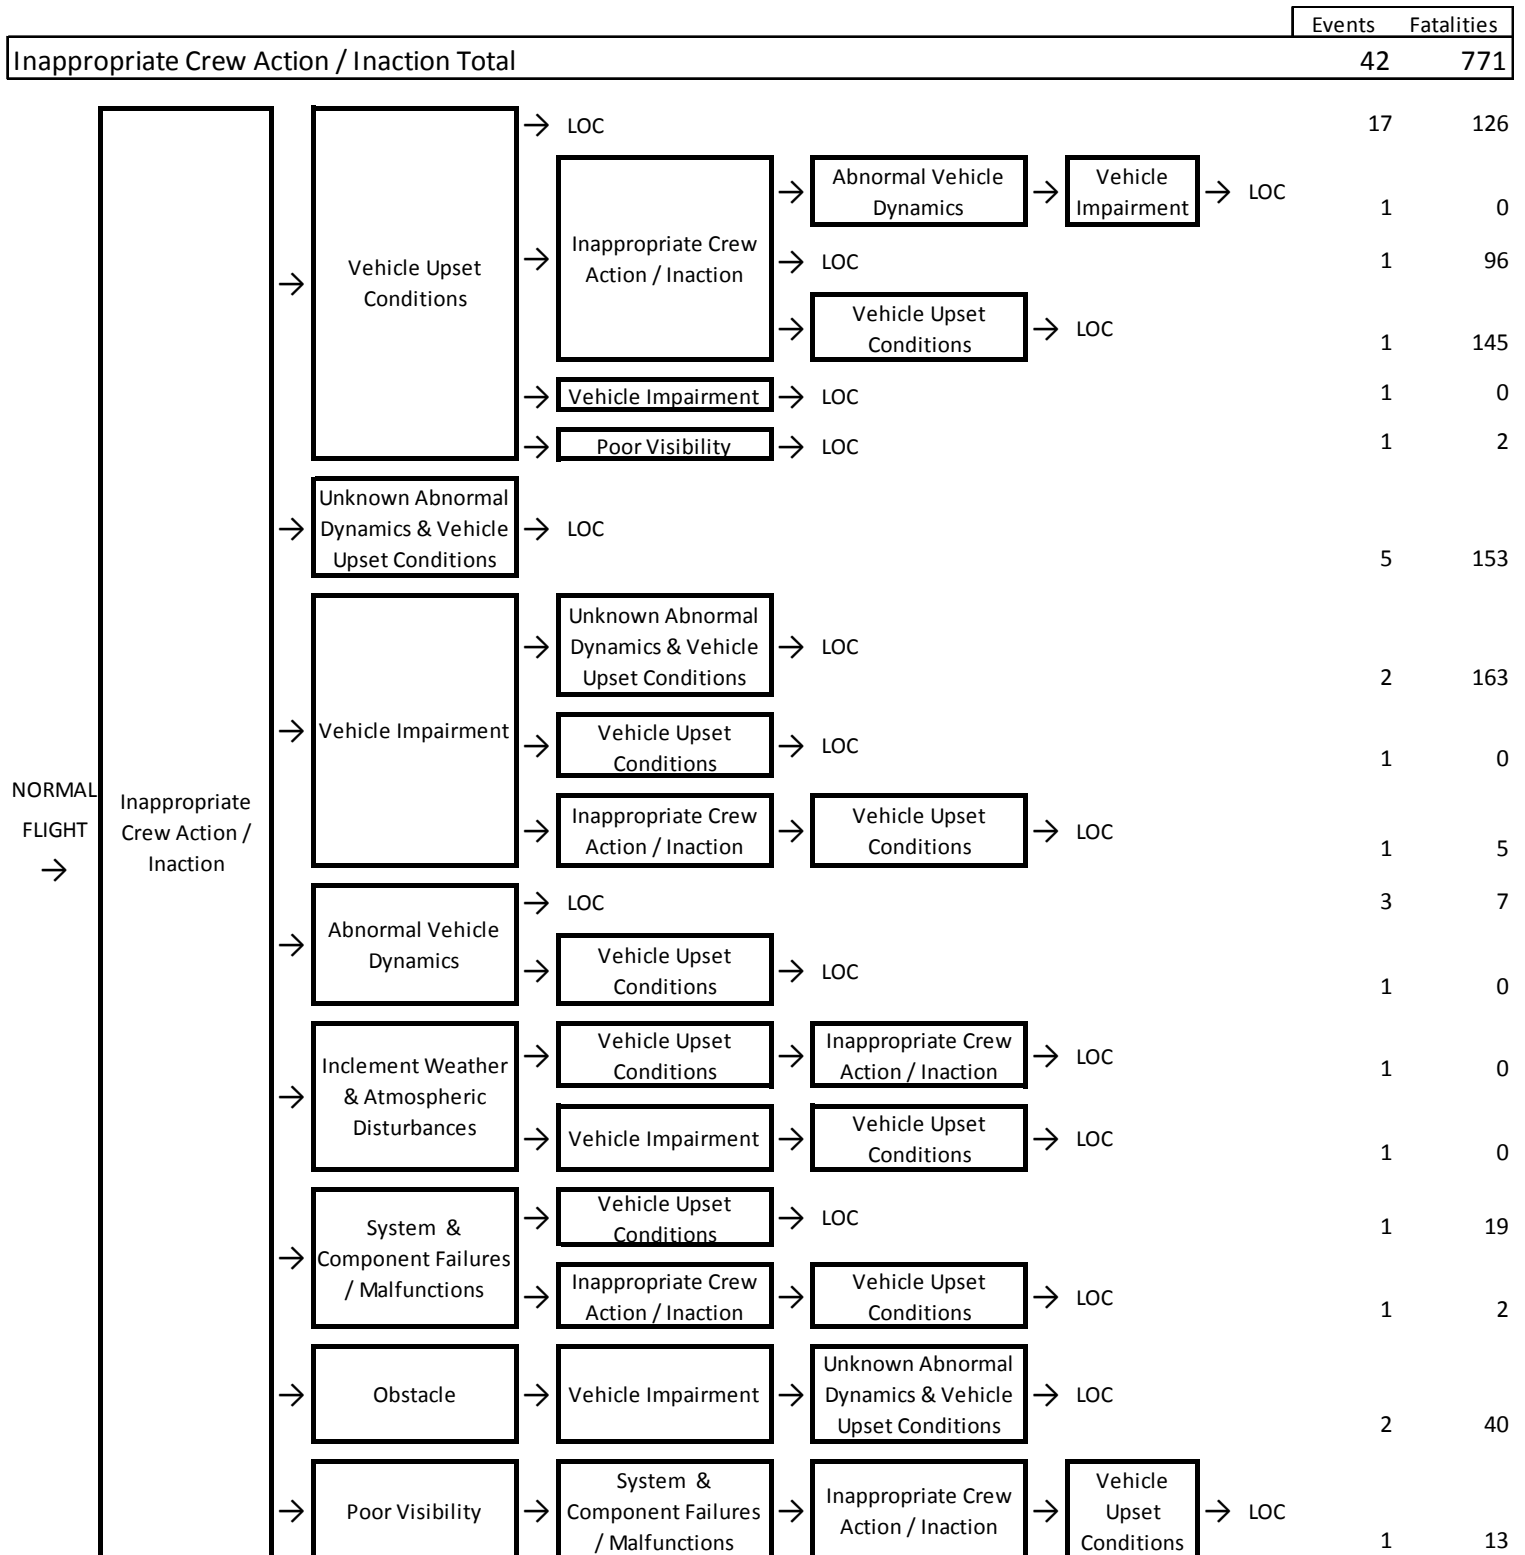 Events Fatalities
Inappropriate Crew Action / Inaction Total 42 771
→ LOC 17 126
Abnormal Vehicle
Dynamics
→ Vehicle
Impairment
→ LOC
1 0
Vehicle Upset
Conditions
→ Inappropriate Crew
Action / Inaction
→ LOC 1 96
→ Vehicle Upset
Conditions
→ LOC
1 145
→ Vehicle Impairment → LOC 1 0
→ Poor Visibility → LOC 1 2
→ Unknown Abnormal
Dynamics & Vehicle
Upset Conditions
→ LOC
5 153
→ Unknown Abnormal
Dynamics & Vehicle
Upset Conditions
→ LOC
2 163
→ Vehicle Impairment
→ Vehicle Upset
Conditions
→ LOC
1 0
NORMAL
FLIGHT
→
Inappropriate
Crew Action /
Inaction
→ Inappropriate Crew
Action / Inaction
→ Vehicle Upset
Conditions
→ LOC
1 5
→ Abnormal Vehicle
Dynamics
→ LOC 3 7
→ Vehicle Upset
Conditions
→ LOC
1 0
→ Inclement Weather
& Atmospheric
Disturbances
→ Vehicle Upset
Conditions
→ Inappropriate Crew
Action / Inaction
→ LOC
1 0
→ Vehicle Impairment
→ Vehicle Upset
Conditions
→ LOC
1 0
→ System &
Component Failures
/ Malfunctions
→ Vehicle Upset
Conditions
→ LOC
1 19
→ Inappropriate Crew
Action / Inaction
→ Vehicle Upset
Conditions
→ LOC
1 2
→ Obstacle
→ Vehicle Impairment
→ Unknown Abnormal
Dynamics & Vehicle
Upset Conditions
→ LOC
2 40
→ Poor Visibility
→ System &
Component Failures
/ Malfunctions
→ Inappropriate Crew
Action / Inaction
→ Vehicle
Upset
Conditions
→ LOC
1 13